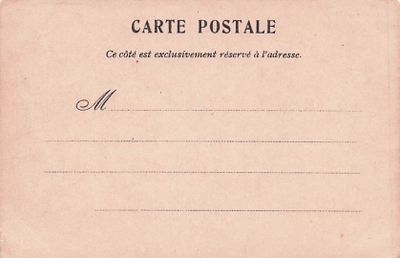 CARTE POSTALE
Ce côté est exclusivement réservé à l'adresse.
M